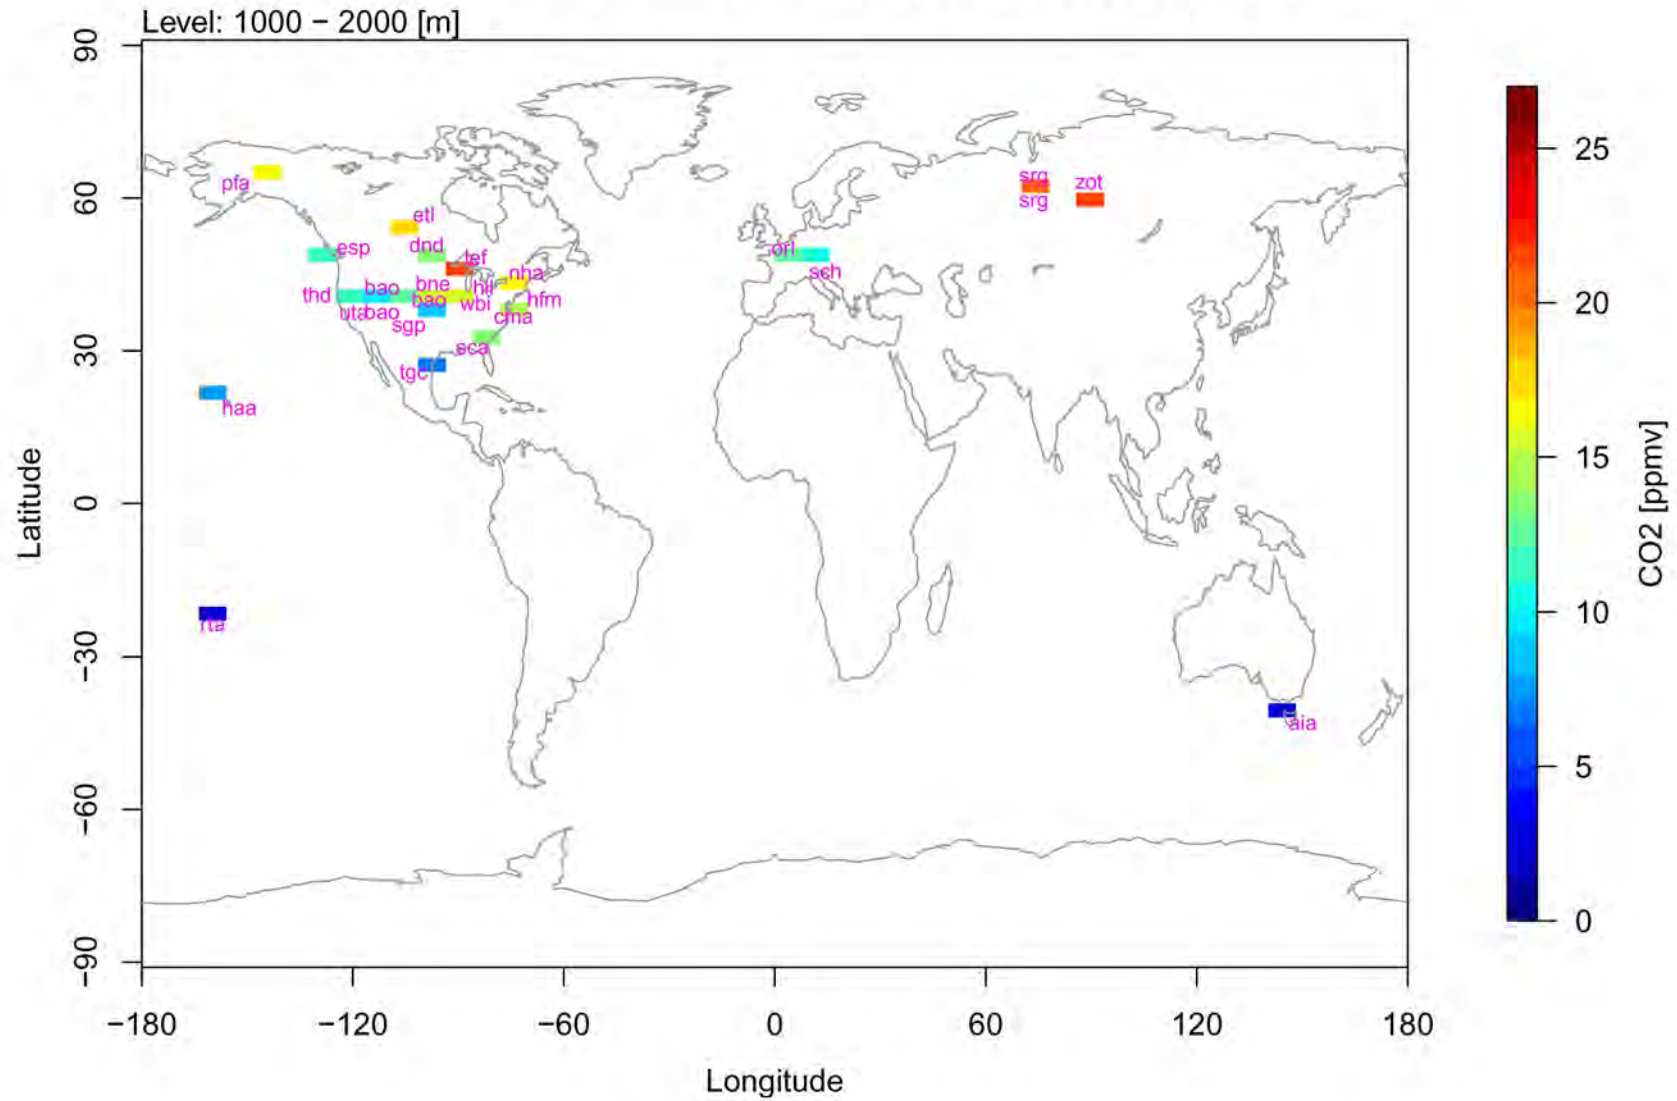 Level: 1000 − 2000 [m]
90
60
30
0
−30
−60
−90
Latitude
pfa
etl
esp
dnd
lef
nha
thd
bao
bne
hil
hfm
uta
bao
bao
wbi
cma
sgp
sca
tgc
haa
rta
orl
sch
srg
srg
zot
aia
−180 −120 −60 0 60 120 180
Longitude
25
20
15
10
5
0
CO2 [ppmv]